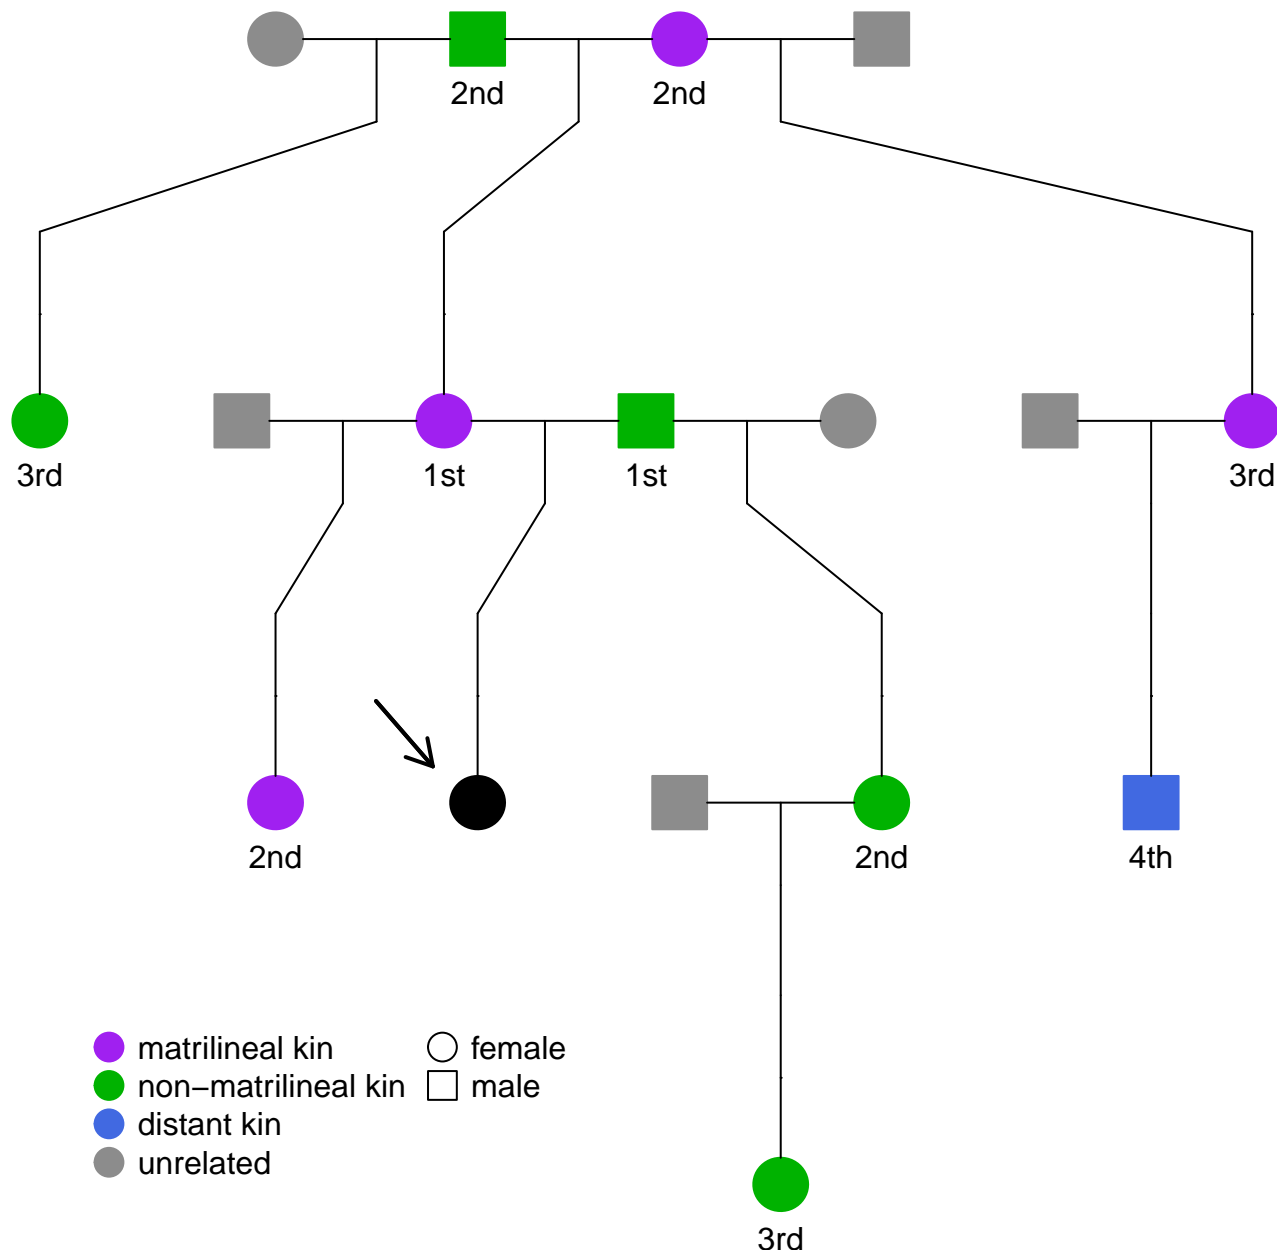 2nd 2nd
3rd 1st 1st 3rd
2nd 2nd 4th
matrilineal kin female
non−matrilineal kin male
distant kin
unrelated
3rd